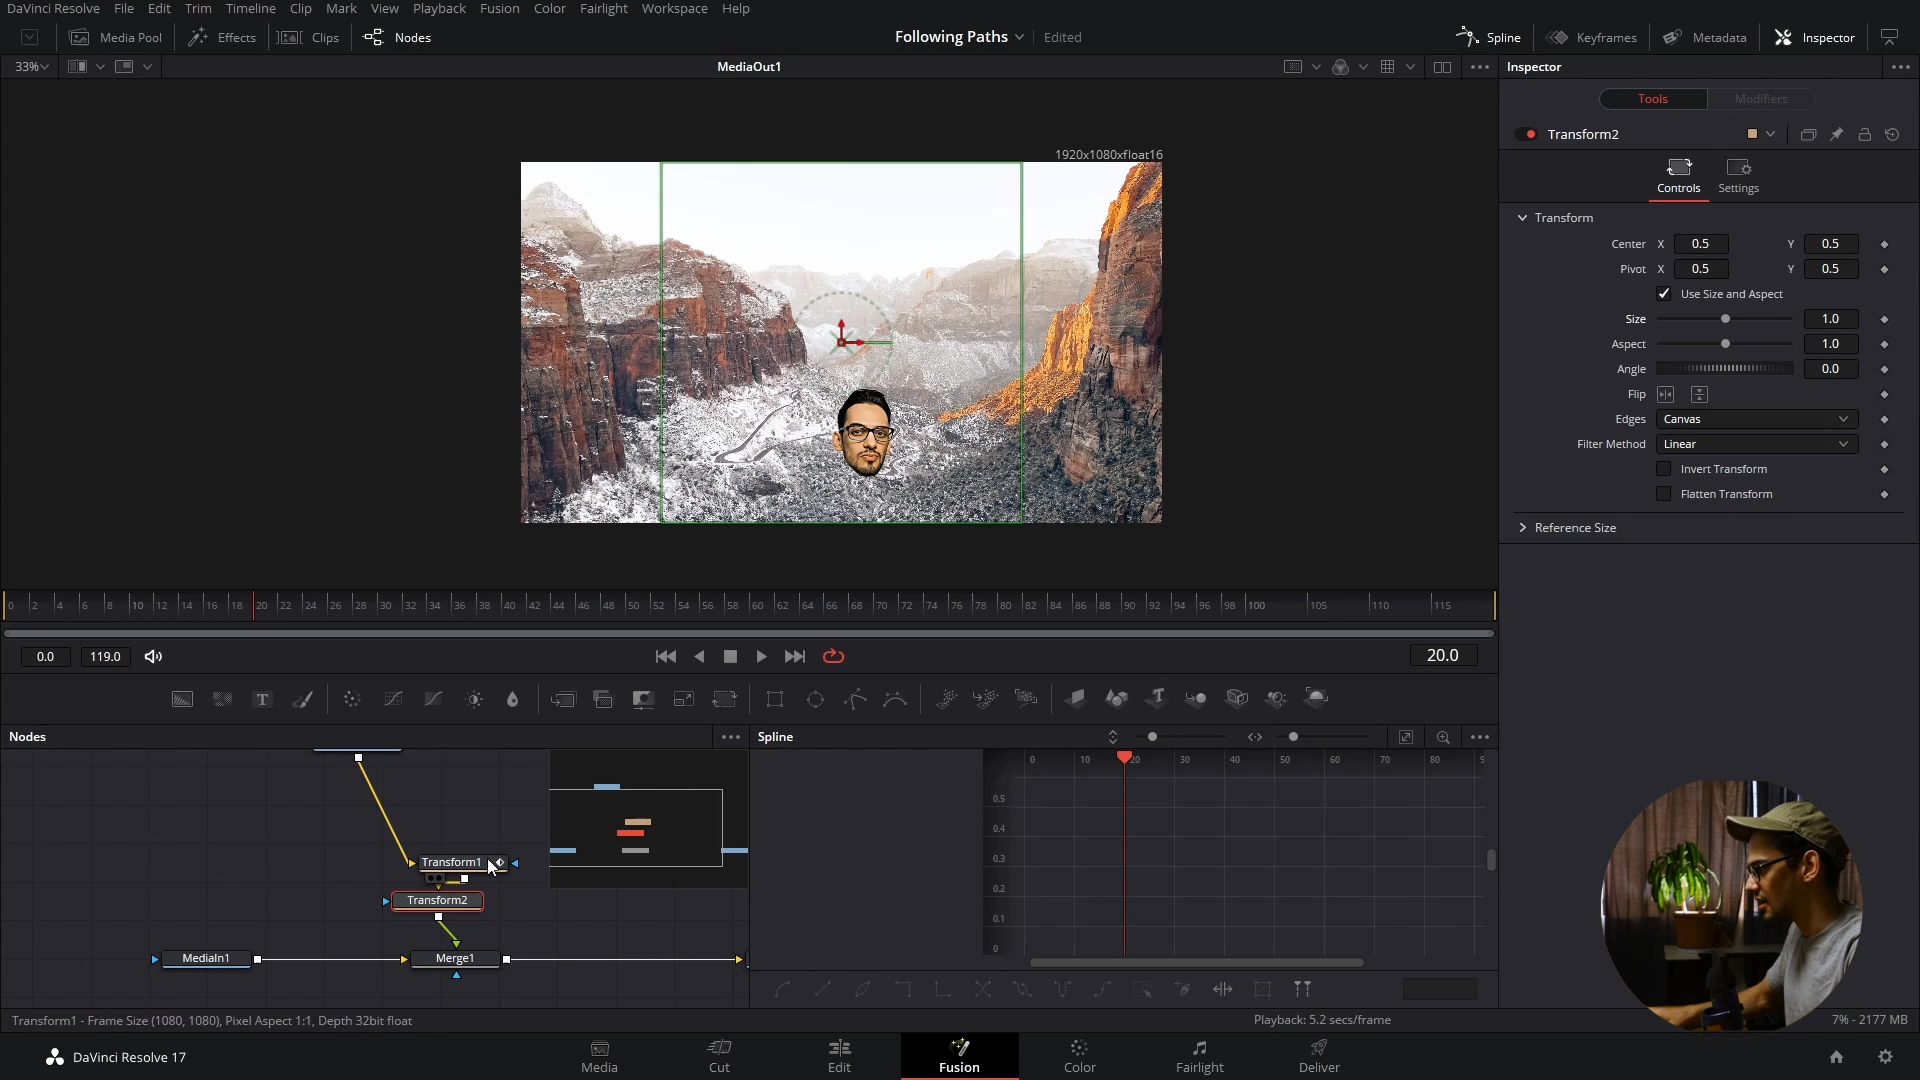 DaVinci Resolve File Edit Trim Timeline Clip Mark View Playback Fusion Color Fairlight Workspace Help
Media Pool Effects Clips Nodes Following Paths Edited Spline Keyframes Metadata Inspector
33% MediaOut1 Inspector
Tools Modifiers
Transform2
1920x1080xfloat16
Controls Settings
Transform
Center X 0.5 Y 0.5
Pivot X 0.5 Y 0.5
Use Size and Aspect
Size 1.0
Aspect 1.0
Angle 0.0
Flip
Edges Canvas
Filter Method Linear
Invert Transform
Flatten Transform
Reference Size
0 2 4 6 8 10 12 14 16 18 20 22 24 26 28 30 32 34 36 38 40 42 44 46 48 50 52 54 56 58 60 62 64 66 68 70 72 74 76 78 80 82 84 86 88 90 92 94 96 98 100 105 110 115
0.0 119.0 20.0
Nodes Spline
0 10 20 30 40 50 60 70 80 9
0.5
0.4
0.3
0.2
0.1
0
Transform1
Transform2
MediaIn1 Merge1
Transform1 - Frame Size (1080, 1080), Pixel Aspect 1:1, Depth 32bit float Playback: 5.2 secs/frame 7% - 2177 MB
DaVinci Resolve 17 Media Cut Edit Fusion Color Fairlight Deliver